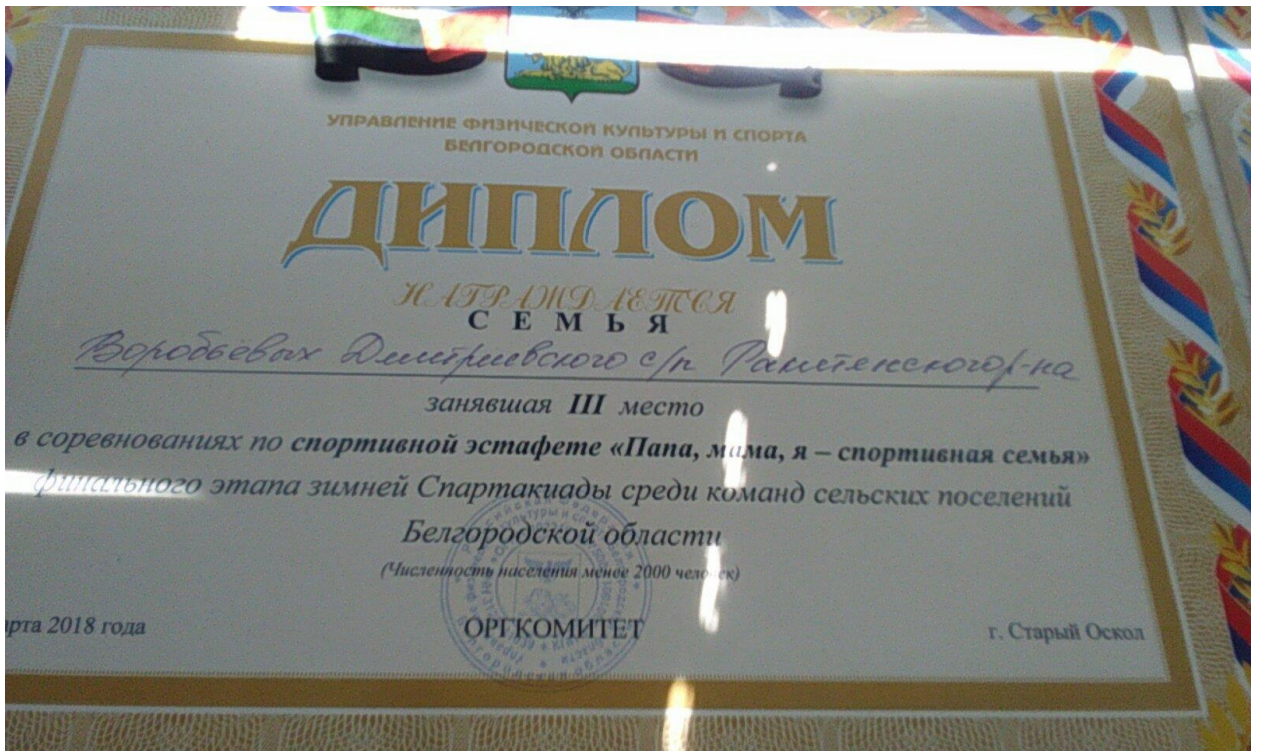 УПРАВЛЕНИЕ ФИЗИЧЕСКОЙ КУЛЬТУРЫ И СПОРТА
БЕЛГОРОДСКОЙ ОБЛАСТИ
ДИПЛОМ
НАГРАЖДАЕТСЯ
СЕМЬЯ
Воробьёвых Дмитриевского с/п Ракитянского р-на
занявшая III место
в соревнованиях по спортивной эстафете «Папа, мама, я – спортивная семья»
финального этапа зимней Спартакиады среди команд сельских поселений
Белгородской области
(Численность населения менее 2000 человек)
рта 2018 года ОРГКОМИТЕТ г. Старый Оскол